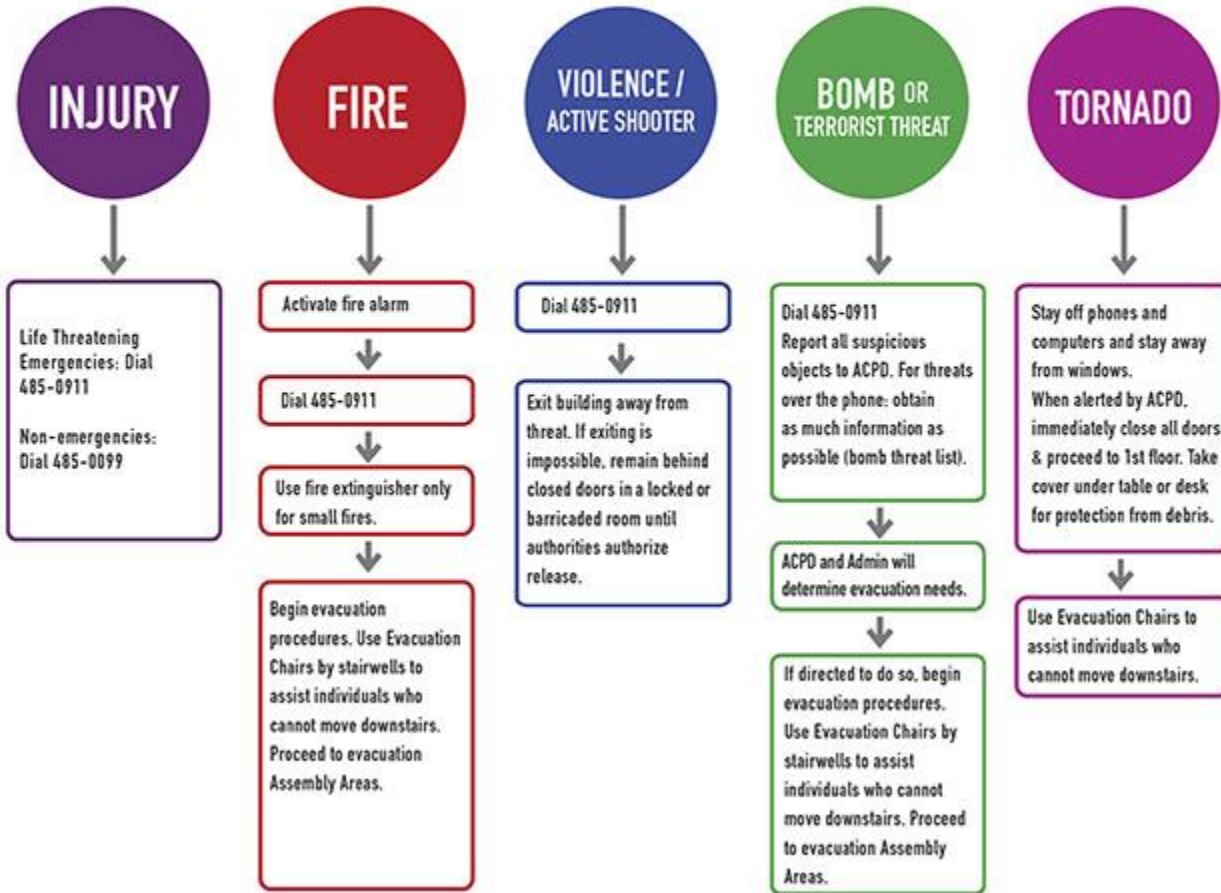 INJURY
Life Threatening
Emergencies: Dial
485-0911
Non-emergencies:
Dial 485-0099
FIRE
Activate fire alarm
Dial 485-0911
Use fire extinguisher only
for small fires.
Begin evacuation
procedures. Use Evacuation
Chairs by stairwells to
assist individuals who
cannot move downstairs.
Proceed to evacuation
Assembly Areas.
VIOLENCE /
ACTIVE SHOOTER
Dial 485-0911
Exit building away from
threat. If exiting is
impossible, remain behind
closed doors in a locked or
barricaded room until
authorities authorize
release.
BOMB OR
TERRORIST THREAT
Dial 485-0911
Report all suspicious
objects to ACPD. For threats
over the phone: obtain
as much information as
possible (bomb threat list).
ACPD and Admin will
determine evacuation needs.
If directed to do so, begin
evacuation procedures.
Use Evacuation Chairs by
stairwells to assist
individuals who cannot
move downstairs. Proceed
to evacuation Assembly
Areas.
TORNADO
Stay off phones and
computers and stay away
from windows.
When alerted by ACPD,
immediately close all doors
& proceed to 1st floor. Take
cover under table or desk
for protection from debris.
Use Evacuation Chairs to
assist individuals who
cannot move downstairs.